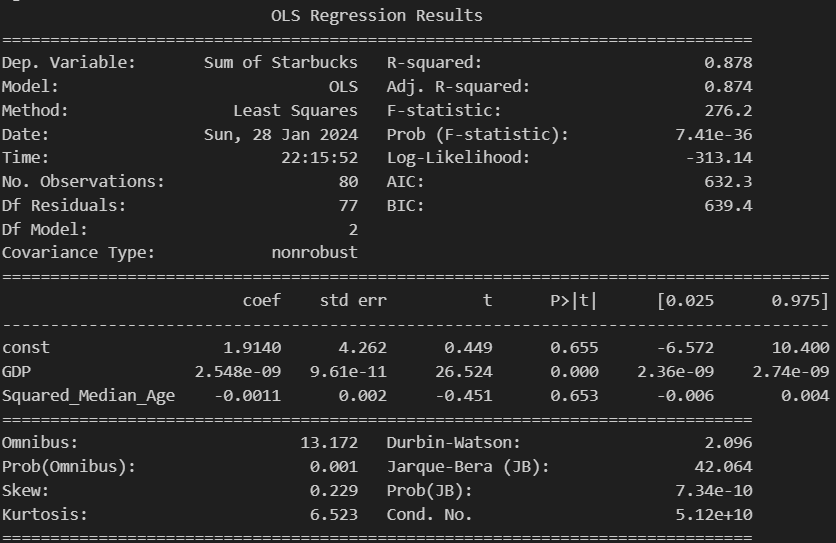 OLS Regression Results
==============================================================================
Dep. Variable:       Sum of Starbucks   R-squared:                       0.878
Model:                            OLS   Adj. R-squared:                  0.874
Method:                 Least Squares   F-statistic:                     276.2
Date:                Sun, 28 Jan 2024   Prob (F-statistic):           7.41e-36
Time:                        22:15:52   Log-Likelihood:                -313.14
No. Observations:                  80   AIC:                             632.3
Df Residuals:                      77   BIC:                             639.4
Df Model:                           2
Covariance Type:            nonrobust
======================================================================================
                         coef    std err          t      P>|t|      [0.025      0.975]
--------------------------------------------------------------------------------------
const                  1.9140      4.262      0.449      0.655      -6.572      10.400
GDP                 2.548e-09   9.61e-11     26.524      0.000    2.36e-09    2.74e-09
Squared_Median_Age    -0.0011      0.002     -0.451      0.653      -0.006       0.004
==============================================================================
Omnibus:                       13.172   Durbin-Watson:                   2.096
Prob(Omnibus):                  0.001   Jarque-Bera (JB):               42.064
Skew:                           0.229   Prob(JB):                     7.34e-10
Kurtosis:                       6.523   Cond. No.                     5.12e+10
==============================================================================